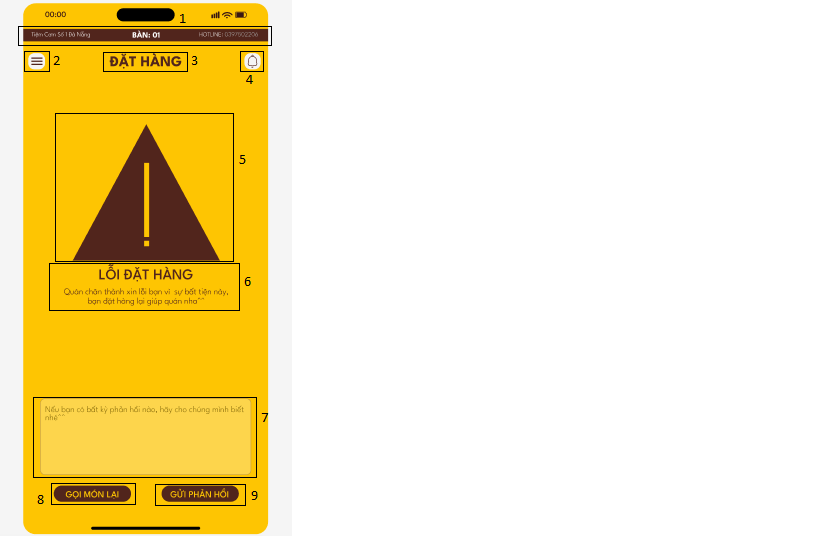 00:00
1
Tiệm Cơm Số 1 Đà Nẵng BÀN: 01 HOTLINE: 0397502206
2
ĐẶT HÀNG 3
4
5
LỖI ĐẶT HÀNG
6
Quán chân thành xin lỗi bạn vì sự bất tiện này,
bạn đặt hàng lại giúp quán nha^^
Nếu bạn có bất kỳ phản hồi nào, hãy cho chúng mình biết
nhé^^
7
8 GỌI MÓN LẠI GỬI PHẢN HỒI 9